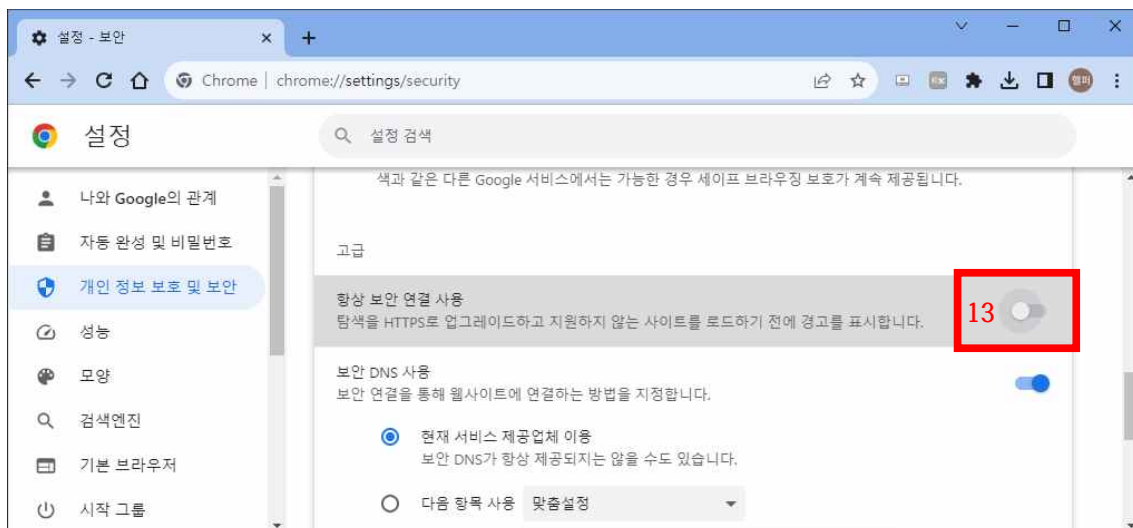 설정 - 보안
Chrome | chrome://settings/security
헬퍼
설정
설정 검색
나와 Google의 관계
자동 완성 및 비밀번호
개인 정보 보호 및 보안
성능
모양
검색엔진
기본 브라우저
시작 그룹
색과 같은 다른 Google 서비스에서는 가능한 경우 세이프 브라우징 보호가 계속 제공됩니다.
고급
항상 보안 연결 사용
탐색을 HTTPS로 업그레이드하고 지원하지 않는 사이트를 로드하기 전에 경고를 표시합니다.
13
보안 DNS 사용
보안 연결을 통해 웹사이트에 연결하는 방법을 지정합니다.
현재 서비스 제공업체 이용
보안 DNS가 항상 제공되지는 않을 수도 있습니다.
다음 항목 사용 맞춤설정